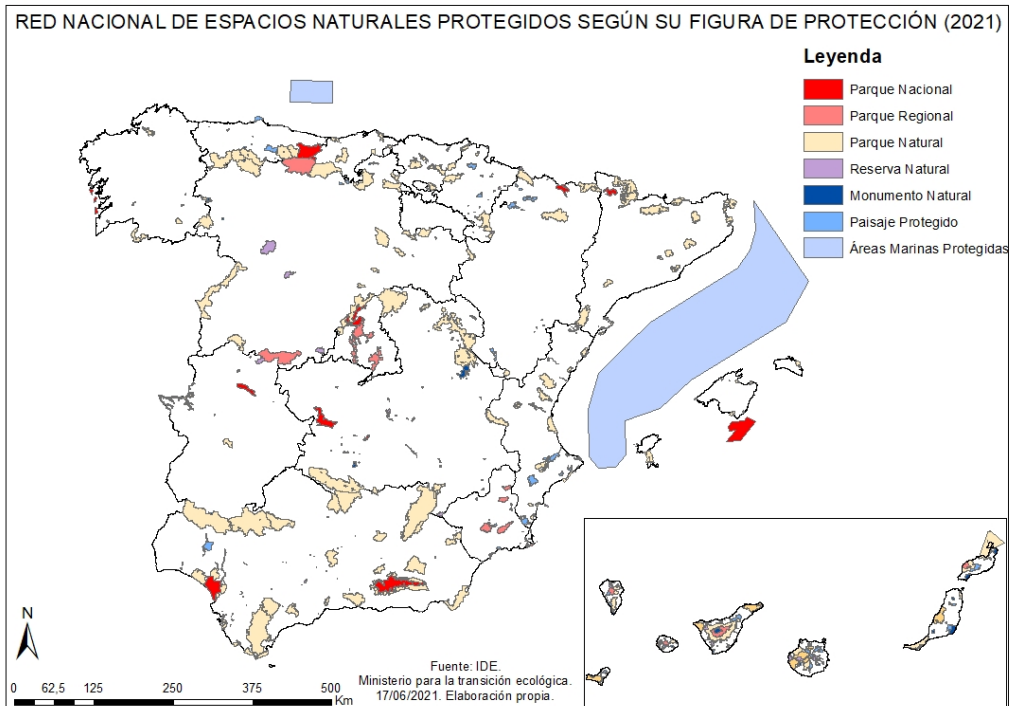 RED NACIONAL DE ESPACIOS NATURALES PROTEGIDOS SEGÚN SU FIGURA DE PROTECCIÓN (2021)
Leyenda
Parque Nacional
Parque Regional
Parque Natural
Reserva Natural
Monumento Natural
Paisaje Protegido
Áreas Marinas Protegidas
N
0 62,5 125 250 375 500
Km
Fuente: IDE.
Ministerio para la transición ecológica.
17/06/2021. Elaboración propia.